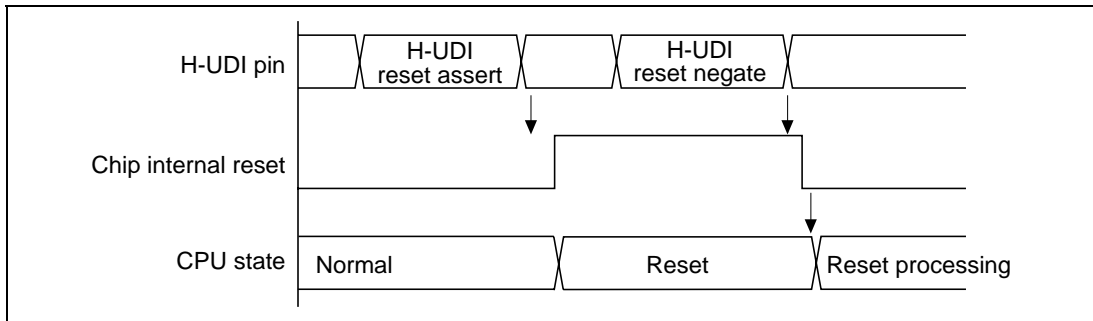 H-UDI pin
H-UDI
reset assert
H-UDI
reset negate
Chip internal reset
CPU state
Normal
Reset
Reset processing